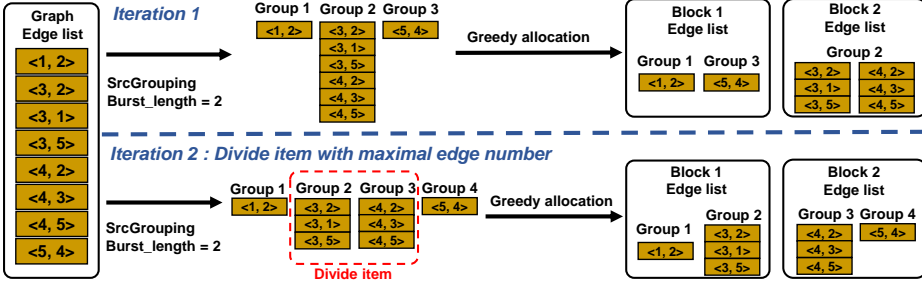 Graph
Edge list
<1, 2>
<3, 2>
<3, 1>
<3, 5>
<4, 2>
<4, 3>
<4, 5>
<5, 4>
Iteration 1
SrcGrouping
Burst_length = 2
Group 1
<1, 2>
Group 2
<3, 2>
<3, 1>
<3, 5>
<4, 2>
<4, 3>
<4, 5>
Group 3
<5, 4>
Greedy allocation
Block 1
Edge list
Group 1
<1, 2>
Group 3
<5, 4>
Block 2
Edge list
Group 2
<3, 2> <4, 2>
<3, 1> <4, 3>
<3, 5> <4, 5>
Iteration 2 : Divide item with maximal edge number
SrcGrouping
Burst_length = 2
Group 1
<1, 2>
Group 2
<3, 2>
<3, 1>
<3, 5>
Group 3
<4, 2>
<4, 3>
<4, 5>
Group 4
<5, 4>
Divide item
Greedy allocation
Block 1
Edge list
Group 1
<1, 2>
Group 2
<3, 2>
<3, 1>
<3, 5>
Block 2
Edge list
Group 3
<4, 2>
<4, 3>
<4, 5>
Group 4
<5, 4>